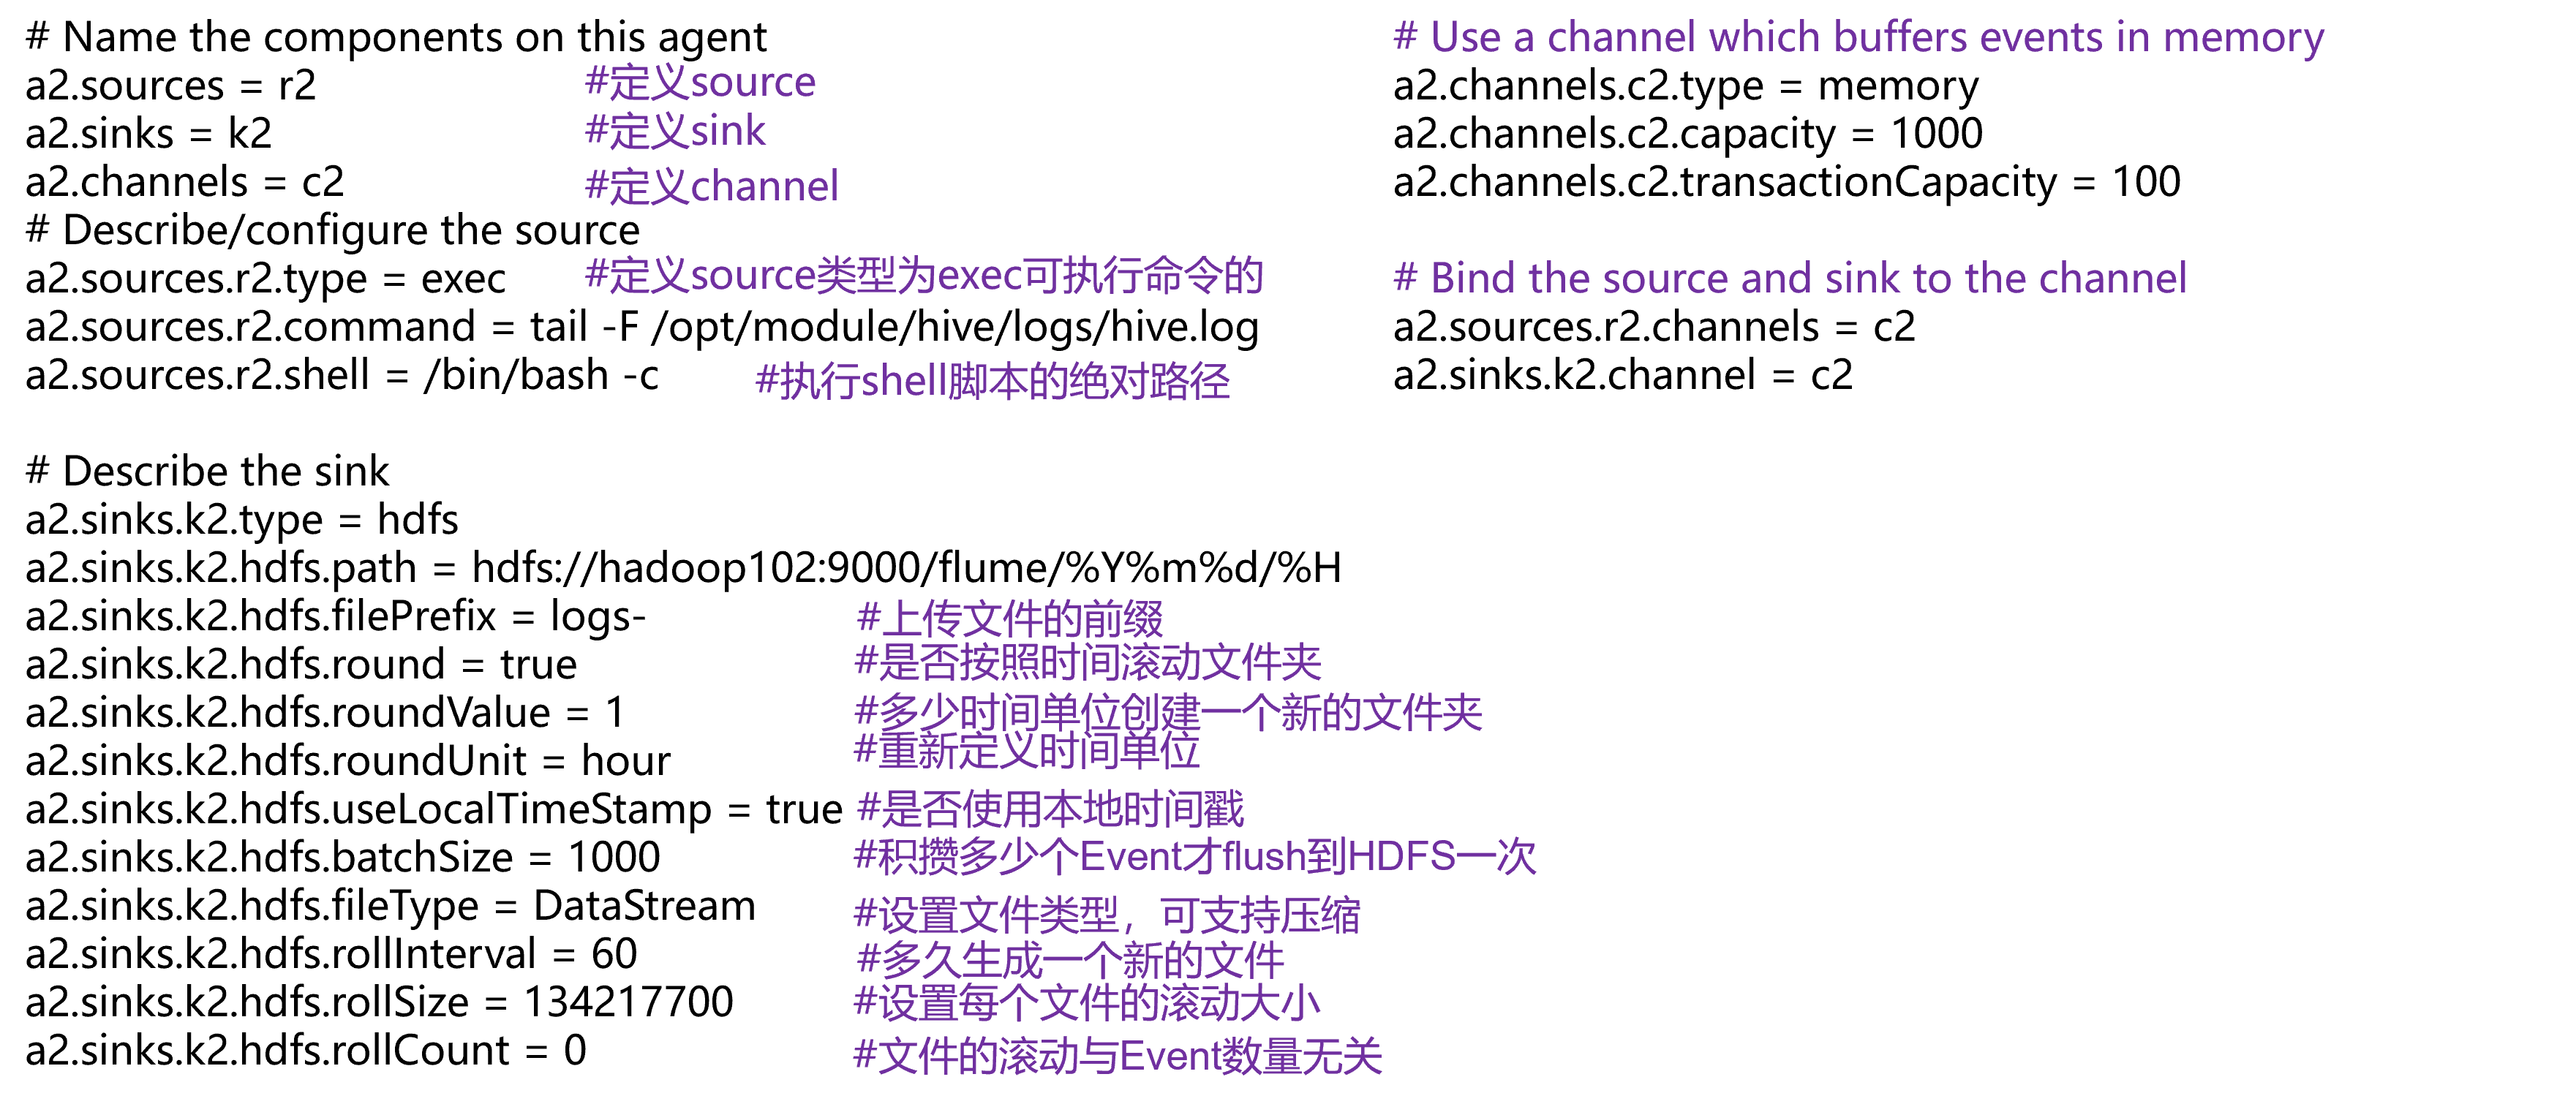 # Name the components on this agent
a2.sources = r2 #定义source
a2.sinks = k2 #定义sink
a2.channels = c2 #定义channel
# Describe/configure the source
a2.sources.r2.type = exec #定义source类型为exec可执行命令的
a2.sources.r2.command = tail -F /opt/module/hive/logs/hive.log
a2.sources.r2.shell = /bin/bash -c #执行shell脚本的绝对路径
# Describe the sink
a2.sinks.k2.type = hdfs
a2.sinks.k2.hdfs.path = hdfs://hadoop102:9000/flume/%Y%m%d/%H
a2.sinks.k2.hdfs.filePrefix = logs- #上传文件的前缀
a2.sinks.k2.hdfs.round = true #是否按照时间滚动文件夹
a2.sinks.k2.hdfs.roundValue = 1 #多少时间单位创建一个新的文件夹
a2.sinks.k2.hdfs.roundUnit = hour #重新定义时间单位
a2.sinks.k2.hdfs.useLocalTimeStamp = true #是否使用本地时间戳
a2.sinks.k2.hdfs.batchSize = 1000 #积攒多少个Event才flush到HDFS一次
a2.sinks.k2.hdfs.fileType = DataStream #设置文件类型，可支持压缩
a2.sinks.k2.hdfs.rollInterval = 60 #多久生成一个新的文件
a2.sinks.k2.hdfs.rollSize = 134217700 #设置每个文件的滚动大小
a2.sinks.k2.hdfs.rollCount = 0 #文件的滚动与Event数量无关
# Use a channel which buffers events in memory
a2.channels.c2.type = memory
a2.channels.c2.capacity = 1000
a2.channels.c2.transactionCapacity = 100
# Bind the source and sink to the channel
a2.sources.r2.channels = c2
a2.sinks.k2.channel = c2